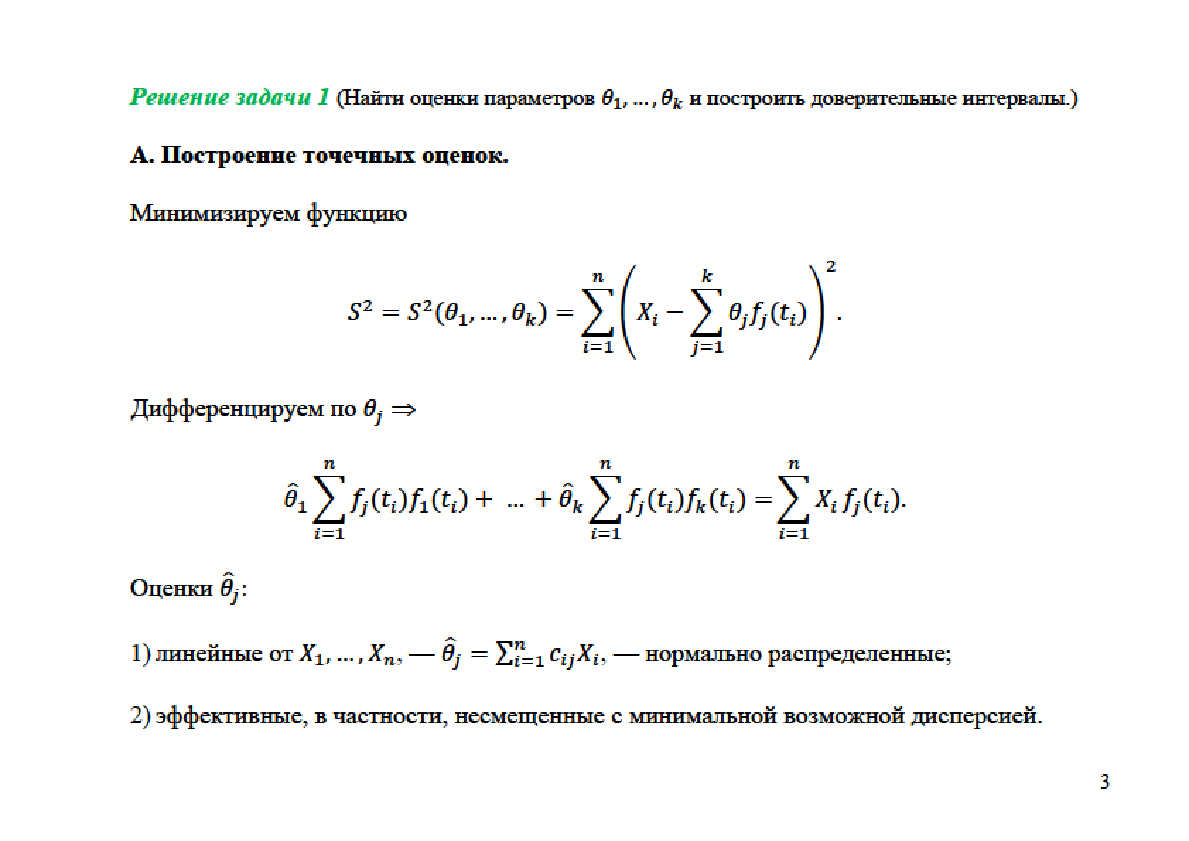 Решение задачи 1 (Найти оценки параметров θ₁, …, θₖ и построить доверительные интервалы.)
А. Построение точечных оценок.
Минимизируем функцию
S² = S²(θ₁, …, θₖ) = ∑ᵢ₌₁ⁿ (Xᵢ − ∑ⱼ₌₁ᵏ θⱼfⱼ(tᵢ))².
Дифференцируем по θⱼ ⇒
θ̂₁ ∑ᵢ₌₁ⁿ fⱼ(tᵢ)f₁(tᵢ) + … + θ̂ₖ ∑ᵢ₌₁ⁿ fⱼ(tᵢ)fₖ(tᵢ) = ∑ᵢ₌₁ⁿ Xᵢ fⱼ(tᵢ).
Оценки θ̂ⱼ:
1) линейные от X₁, …, Xₙ, — θ̂ⱼ = ∑ᵢ₌₁ⁿ cᵢⱼXᵢ, — нормально распределенные;
2) эффективные, в частности, несмещенные с минимальной возможной дисперсией.
3